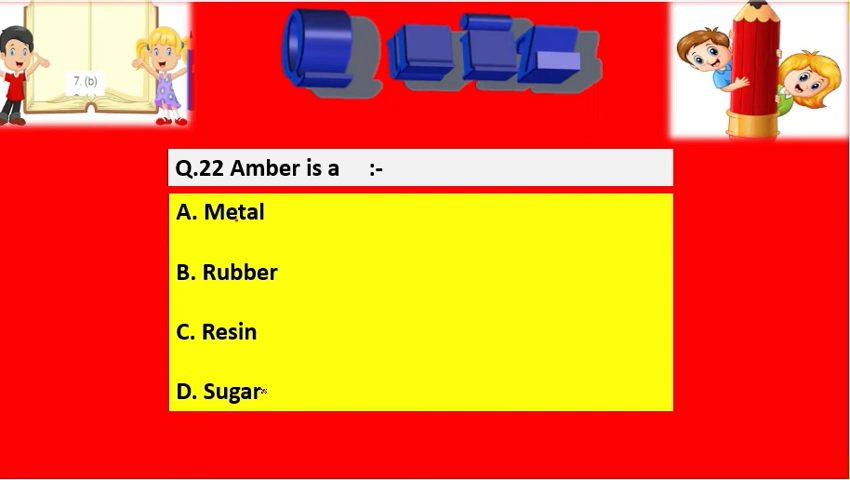 7. (b)
Q.22 Amber is a :-
A. Metal
B. Rubber
C. Resin
D. Sugar